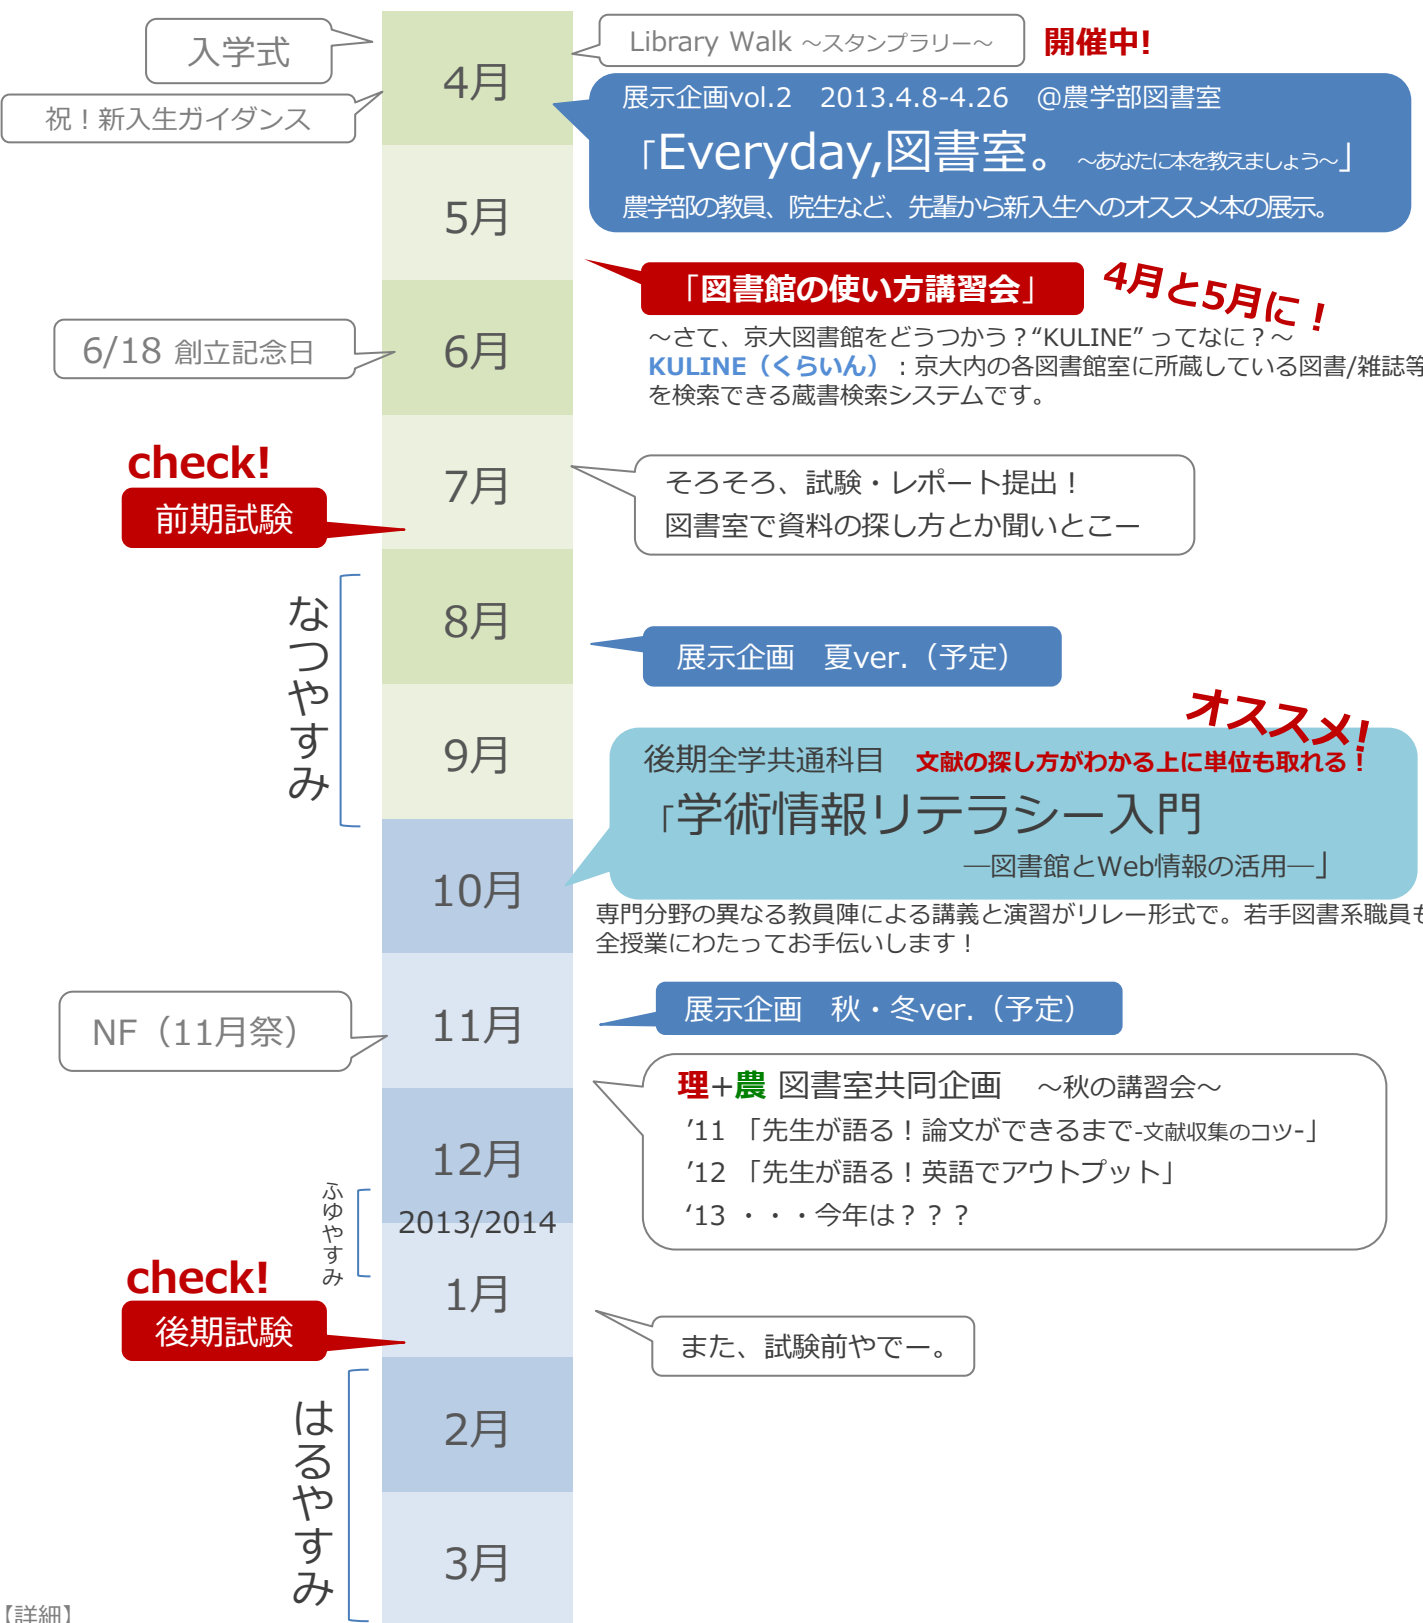 入学式
祝！新入生ガイダンス
4月
Library Walk ～スタンプラリー～
開催中!
展示企画vol.2　2013.4.8-4.26　@農学部図書室
「Everyday,図書室。 ～あなたに本を教えましょう～」
農学部の教員、院生など、先輩から新入生へのオススメ本の展示。
5月
「図書館の使い方講習会」
4月と5月に！
～さて、京大図書館をどうつかう？“KULINE” ってなに？～
KULINE（くらいん）：京大内の各図書館室に所蔵している図書/雑誌等
を検索できる蔵書検索システムです。
6/18 創立記念日
6月
check!
前期試験
7月
そろそろ、試験・レポート提出！
図書室で資料の探し方とか聞いとこー
なつやすみ
8月
展示企画　夏ver.（予定）
9月
オススメ!
後期全学共通科目　文献の探し方がわかる上に単位も取れる！
「学術情報リテラシー入門
―図書館とWeb情報の活用―」
10月
専門分野の異なる教員陣による講義と演習がリレー形式で。若手図書系職員も
全授業にわたってお手伝いします！
NF（11月祭）
11月
展示企画　秋・冬ver.（予定）
理+農 図書室共同企画　～秋の講習会～
’11 「先生が語る！論文ができるまで-文献収集のコツ-」
’12 「先生が語る！英語でアウトプット」
‘13 ・・・今年は？？？
12月
ふゆやすみ
2013/2014
check!
後期試験
1月
また、試験前やでー。
はるやすみ
2月
3月
【詳細】